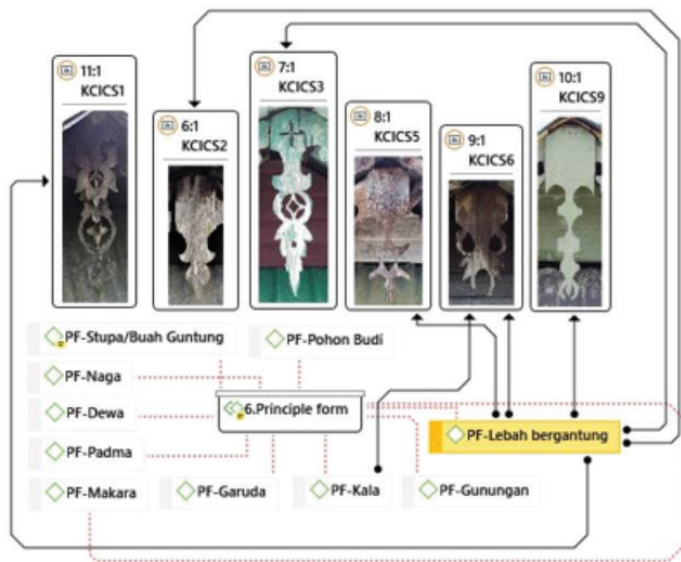 11:1
KCICS1
6:1
KCICS2
7:1
KCICS3
8:1
KCICS5
9:1
KCICS6
10:1
KCICS9
PF-Stupa/Buah Guntung
PF-Pohon Budi
PF-Naga
PF-Dewa
6.Principle form
PF-Lebah bergantung
PF-Padma
PF-Makara
PF-Garuda
PF-Kala
PF-Gunungan